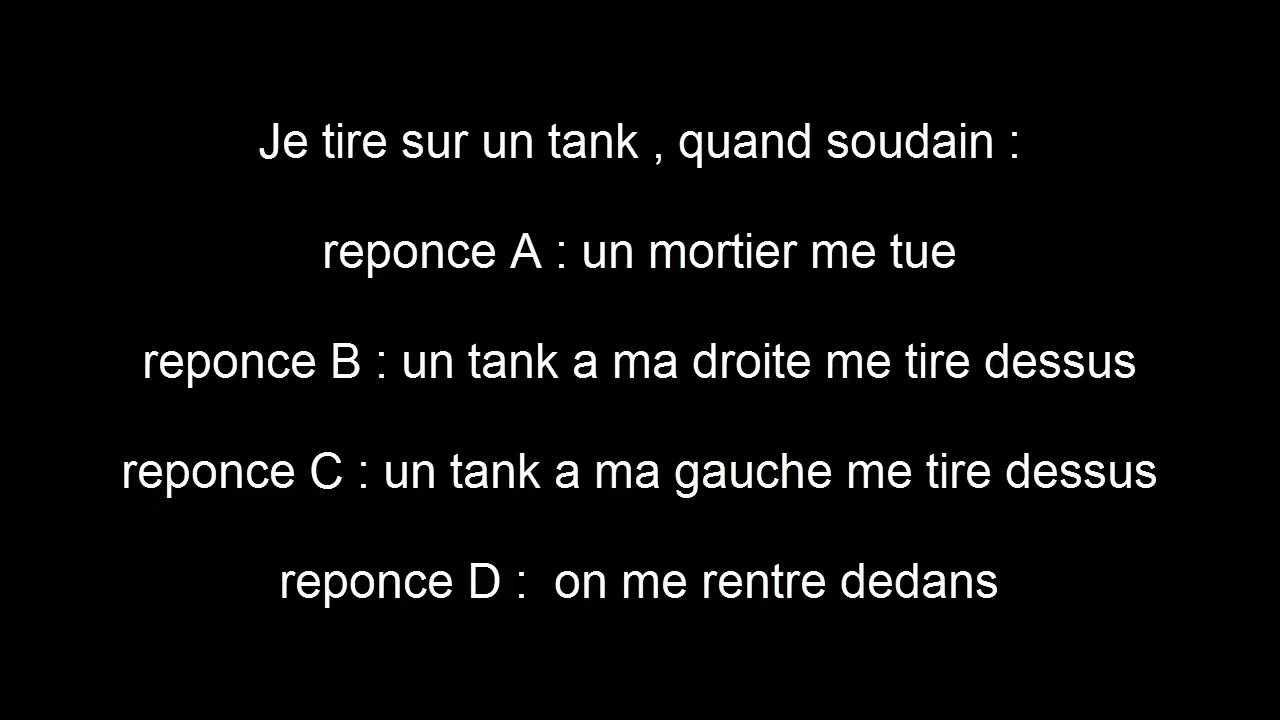 Je tire sur un tank , quand soudain :
reponce A : un mortier me tue
reponce B : un tank a ma droite me tire dessus
reponce C : un tank a ma gauche me tire dessus
reponce D :  on me rentre dedans